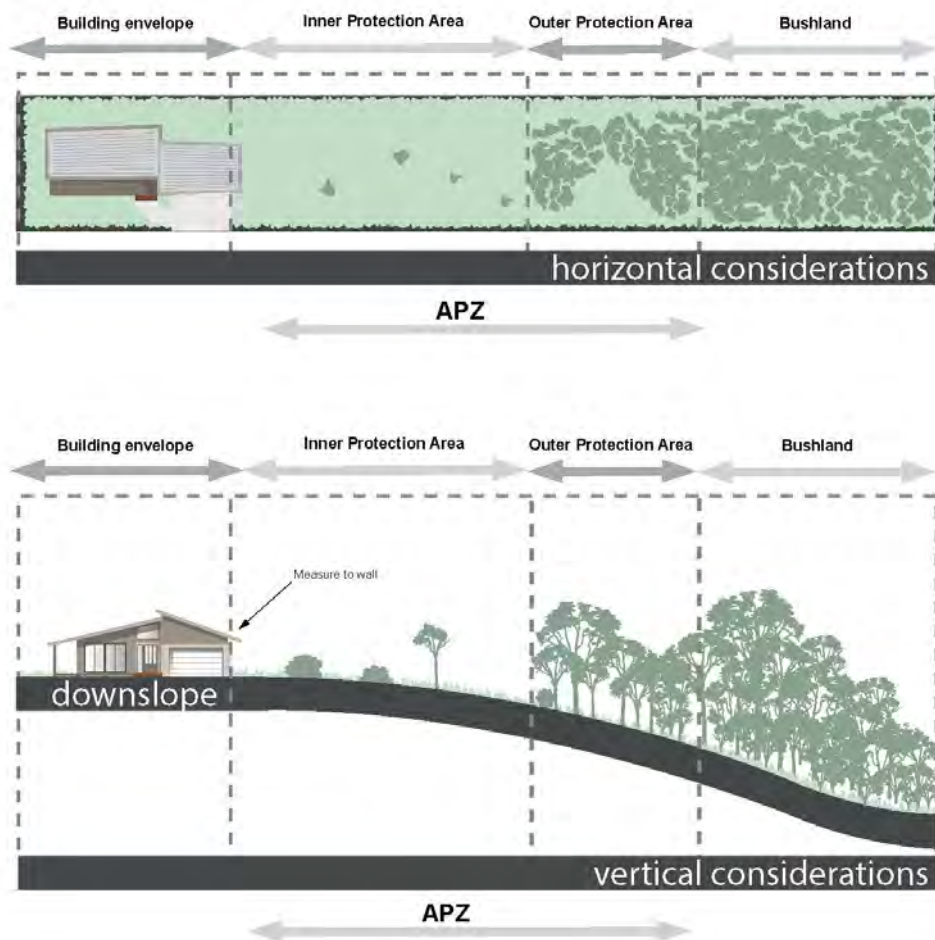 Building envelope
Inner Protection Area
Outer Protection Area
Bushland
horizontal considerations
APZ
Building envelope
Inner Protection Area
Outer Protection Area
Bushland
Measure to wall
downslope
vertical considerations
APZ